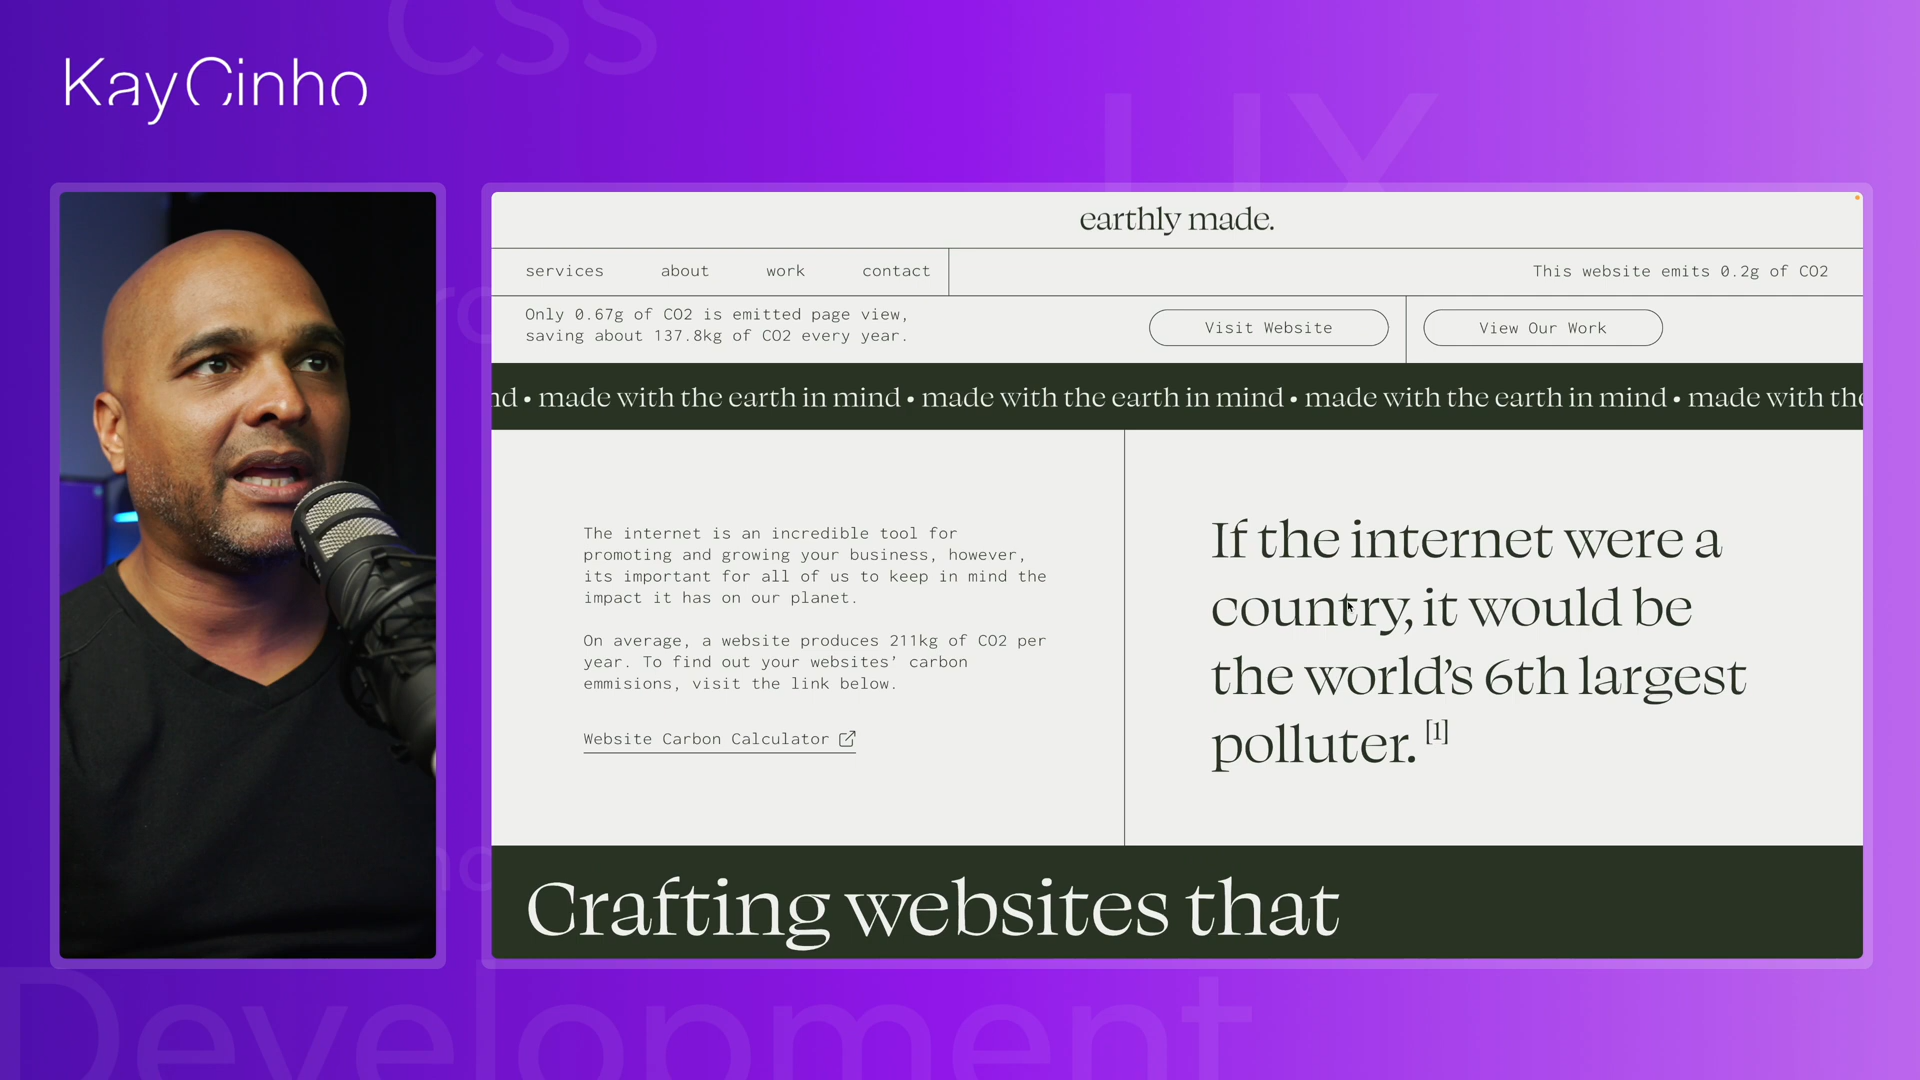 CSS
KayCinho
UX
earthly made.
services about work contact
This website emits 0.2g of CO2
Only 0.67g of CO2 is emitted page view,
saving about 137.8kg of CO2 every year.
Visit Website
View Our Work
nd • made with the earth in mind • made with the earth in mind • made with the earth in mind • made with the
The internet is an incredible tool for
promoting and growing your business, however,
its important for all of us to keep in mind the
impact it has on our planet.
On average, a website produces 211kg of CO2 per
year. To find out your websites’ carbon
emmisions, visit the link below.
Website Carbon Calculator
If the internet were a
country, it would be
the world’s 6th largest
polluter. [1]
Crafting websites that
Development